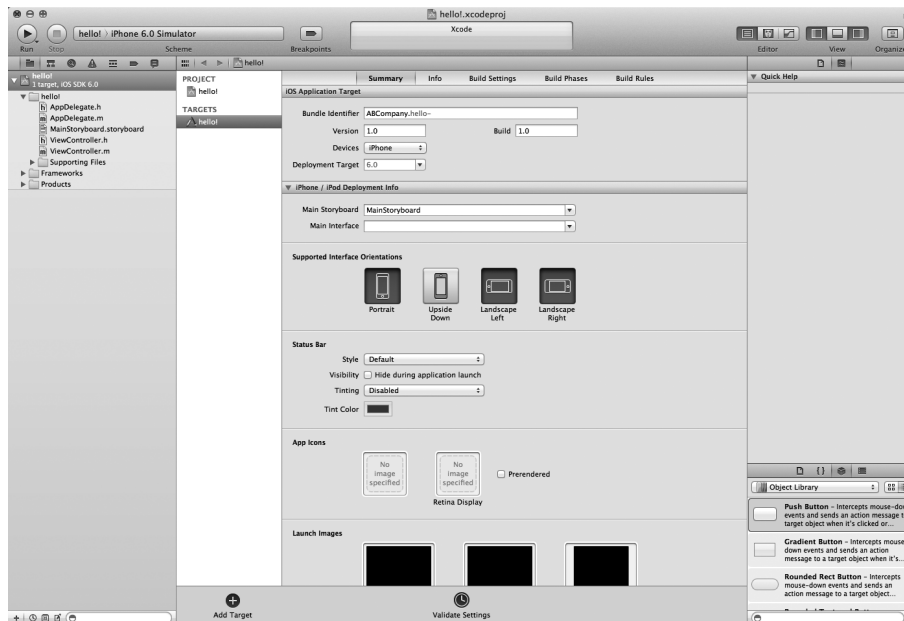 hello!.xcodeproj
Xcode
hello! 〉 iPhone 6.0 Simulator
Run
Stop
Scheme
Breakpoints
Editor
View
Organize
hello!
hello!
1 target, iOS SDK 6.0
hello!
AppDelegate.h
AppDelegate.m
MainStoryboard.storyboard
ViewController.h
ViewController.m
Supporting Files
Frameworks
Products
PROJECT
hello!
TARGETS
hello!
Summary Info Build Settings Build Phases Build Rules
iOS Application Target
Bundle Identifier ABCompany.hello-
Version 1.0 Build 1.0
Devices iPhone
Deployment Target 6.0
iPhone / iPod Deployment Info
Main Storyboard MainStoryboard
Main Interface
Supported Interface Orientations
Portrait
Upside
Down
Landscape
Left
Landscape
Right
Status Bar
Style Default
Visibility Hide during application launch
Tinting Disabled
Tint Color
App Icons
No
image
specified
No
image
specified
Prerendered
Retina Display
Launch Images
Add Target
Validate Settings
Quick Help
{}
Object Library
Push Button - Intercepts mouse-do
events and sends an action message t
target object when it's clicked or...
Gradient Button - Intercepts mouse
down events and sends an action
message to a target object when it's...
Rounded Rect Button - Intercepts
mouse-down events and sends an
action message to a target object...